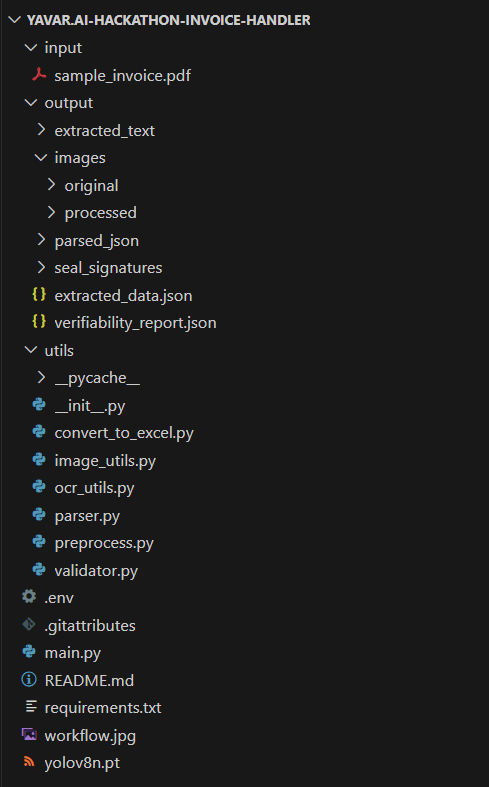 YAVAR.AI-HACKATHON-INVOICE-HANDLER
input
sample_invoice.pdf
output
extracted_text
images
original
processed
parsed_json
seal_signatures
{} extracted_data.json
{} verifiability_report.json
utils
__pycache__
__init__.py
convert_to_excel.py
image_utils.py
ocr_utils.py
parser.py
preprocess.py
validator.py
.env
.gitattributes
main.py
README.md
requirements.txt
workflow.jpg
yolov8n.pt